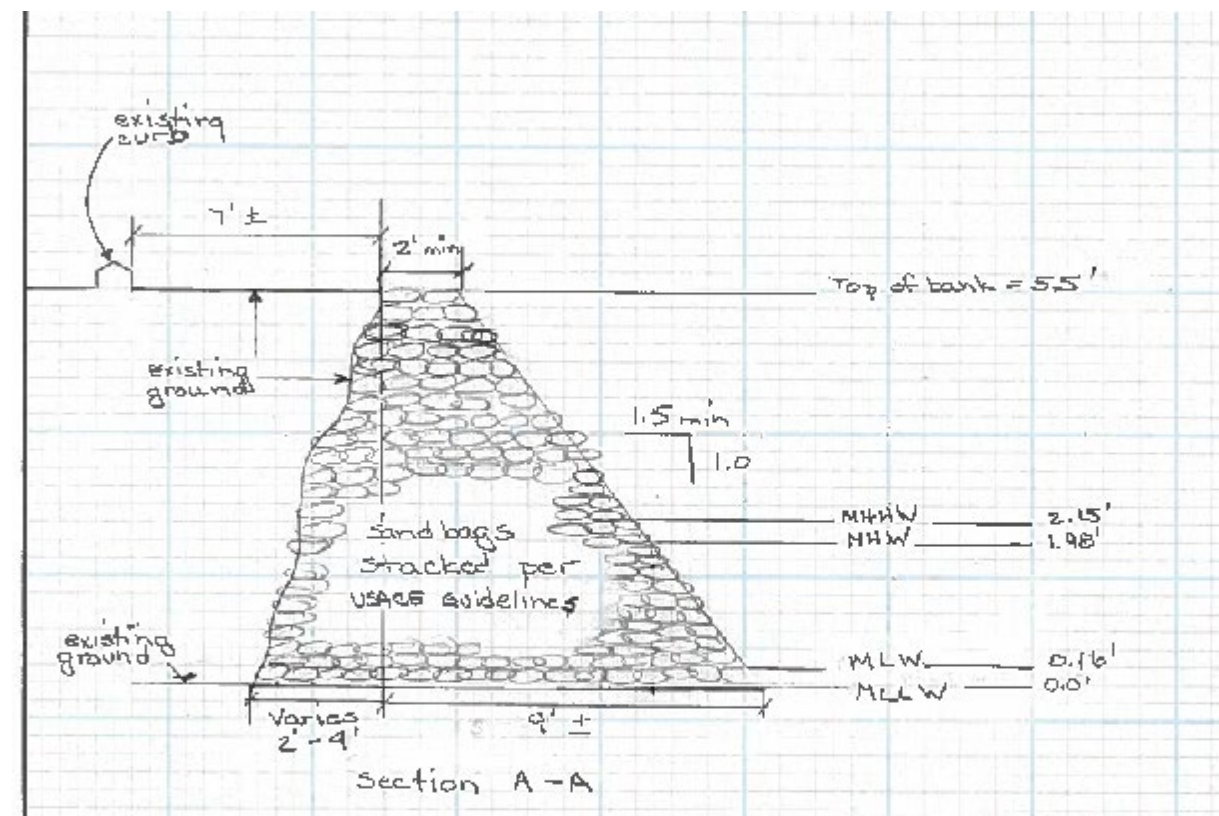 existing
curb
7' ±
2' min
Top of bank = 5.5'
existing
ground
1.5 min
1.0
MHHW 2.15'
MHW 1.98'
Sandbags
stacked per
USACE Guidelines
existing
ground
MLW 0.16'
MLLW 0.0'
Varies
2' - 4'
9' ±
Section A-A